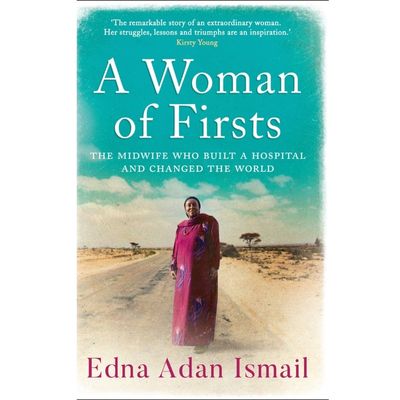 ‘The remarkable story of an extraordinary woman.
Her struggles, lessons and triumphs are an inspiration.’
Kirsty Young
A Woman
of Firsts
THE MIDWIFE WHO BUILT A HOSPITAL
AND CHANGED THE WORLD
Edna Adan Ismail